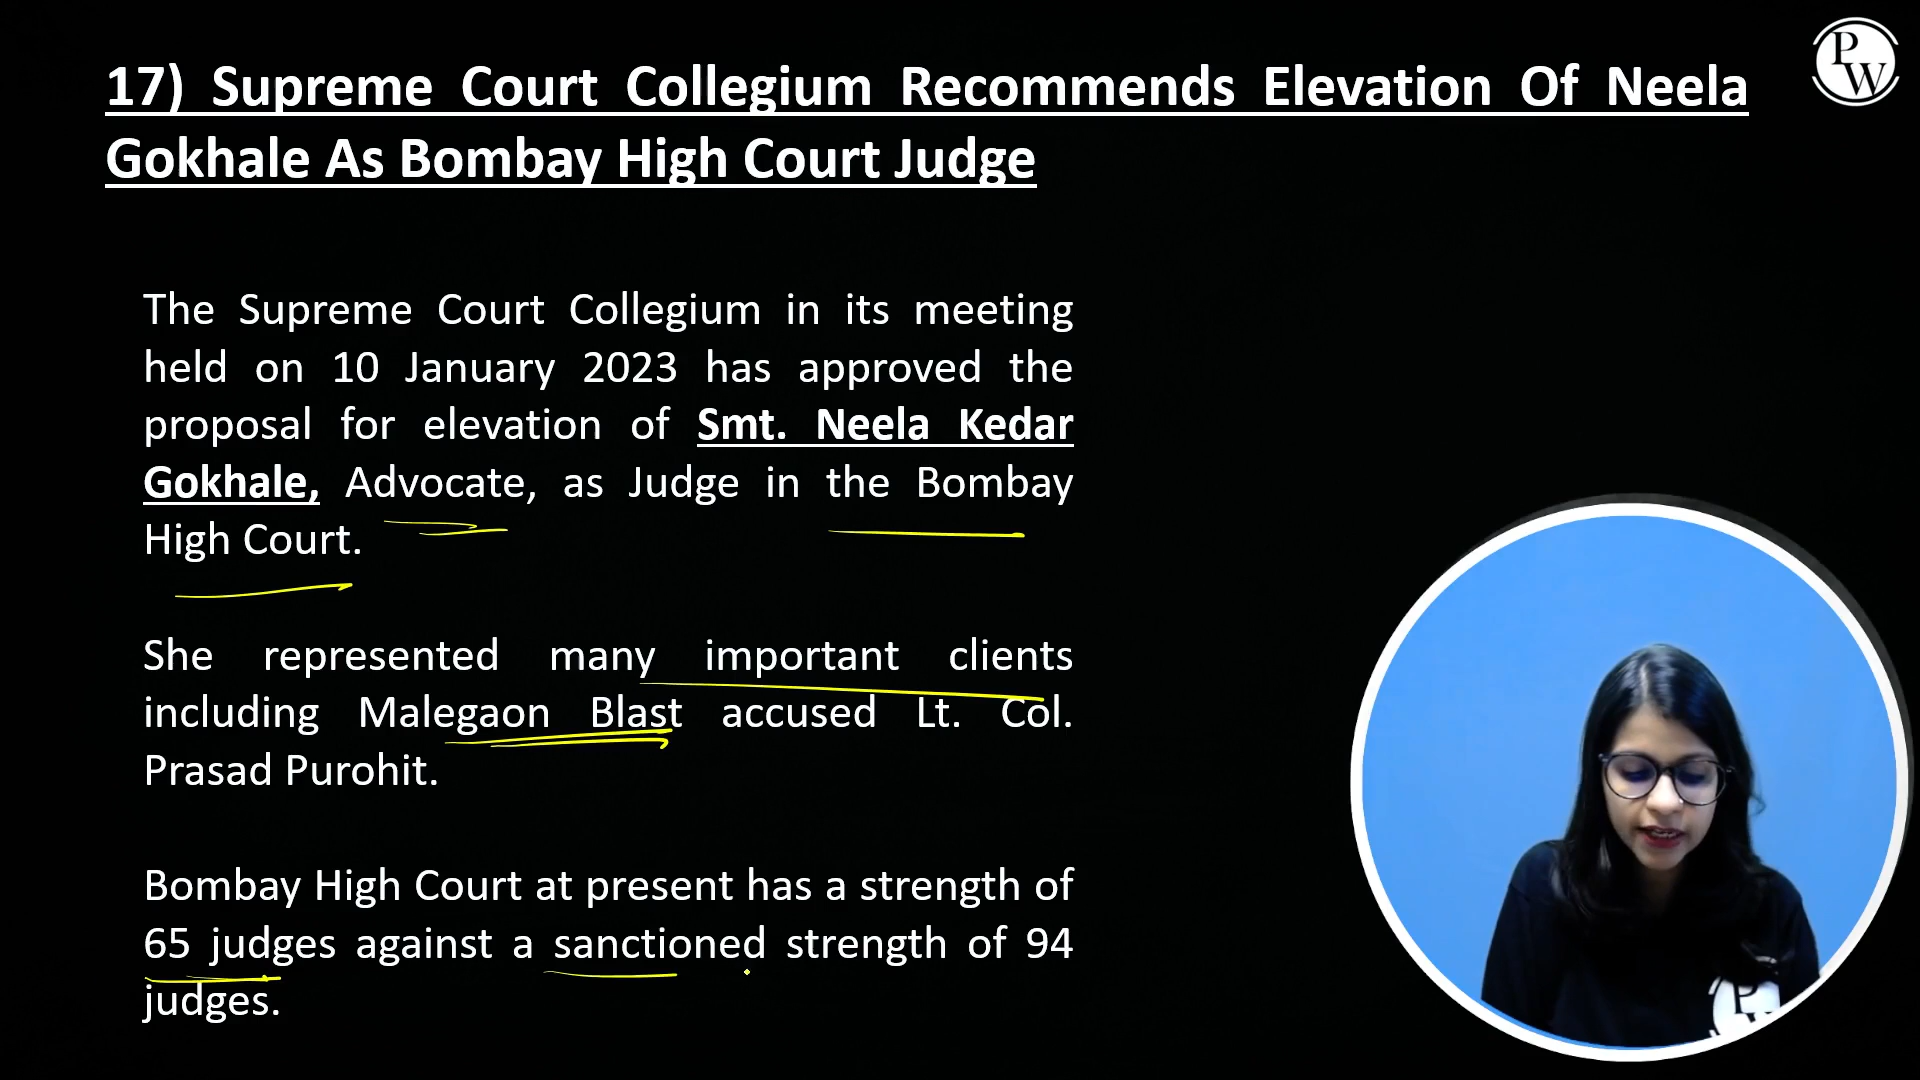 17) Supreme Court Collegium Recommends Elevation Of Neela
Gokhale As Bombay High Court Judge
PW
The Supreme Court Collegium in its meeting
held on 10 January 2023 has approved the
proposal for elevation of Smt. Neela Kedar
Gokhale, Advocate, as Judge in the Bombay
High Court.
She represented many important clients
including Malegaon Blast accused Lt. Col.
Prasad Purohit.
Bombay High Court at present has a strength of
65 judges against a sanctioned strength of 94
judges.
PW